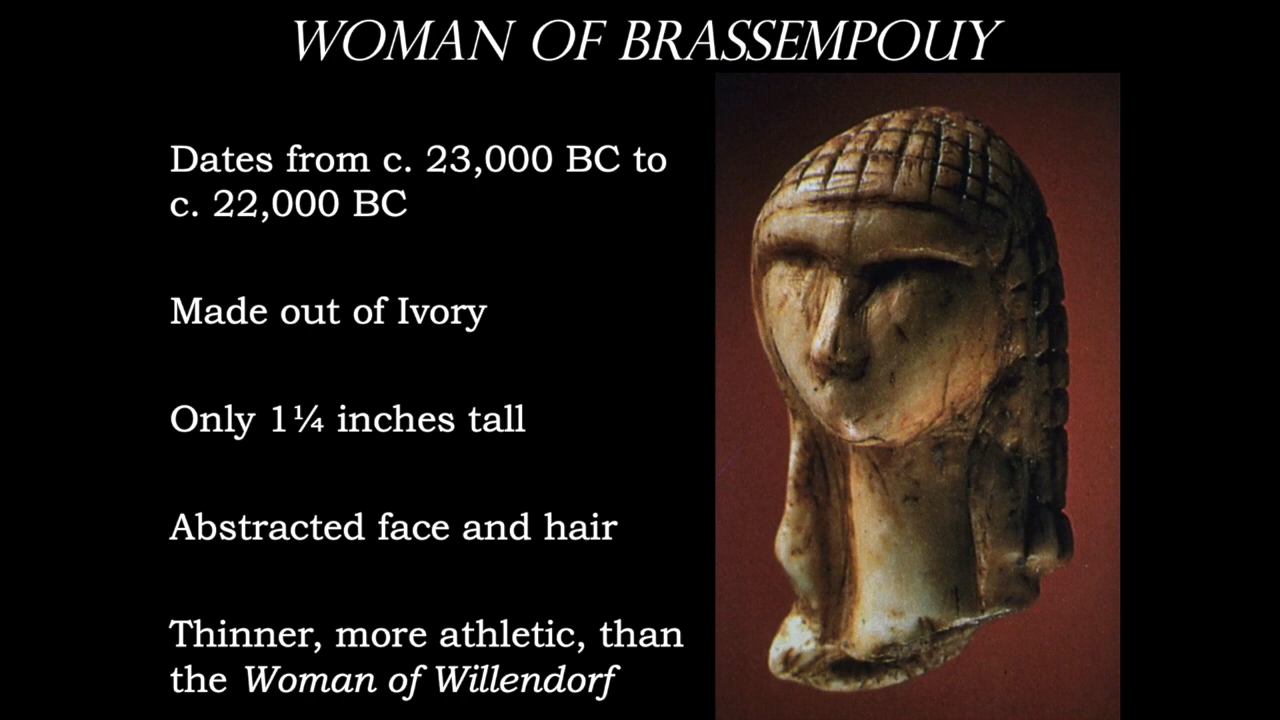 WOMAN OF BRASSEMPOUY
Dates from c. 23,000 BC to
c. 22,000 BC
Made out of Ivory
Only 1¼ inches tall
Abstracted face and hair
Thinner, more athletic, than
the Woman of Willendorf